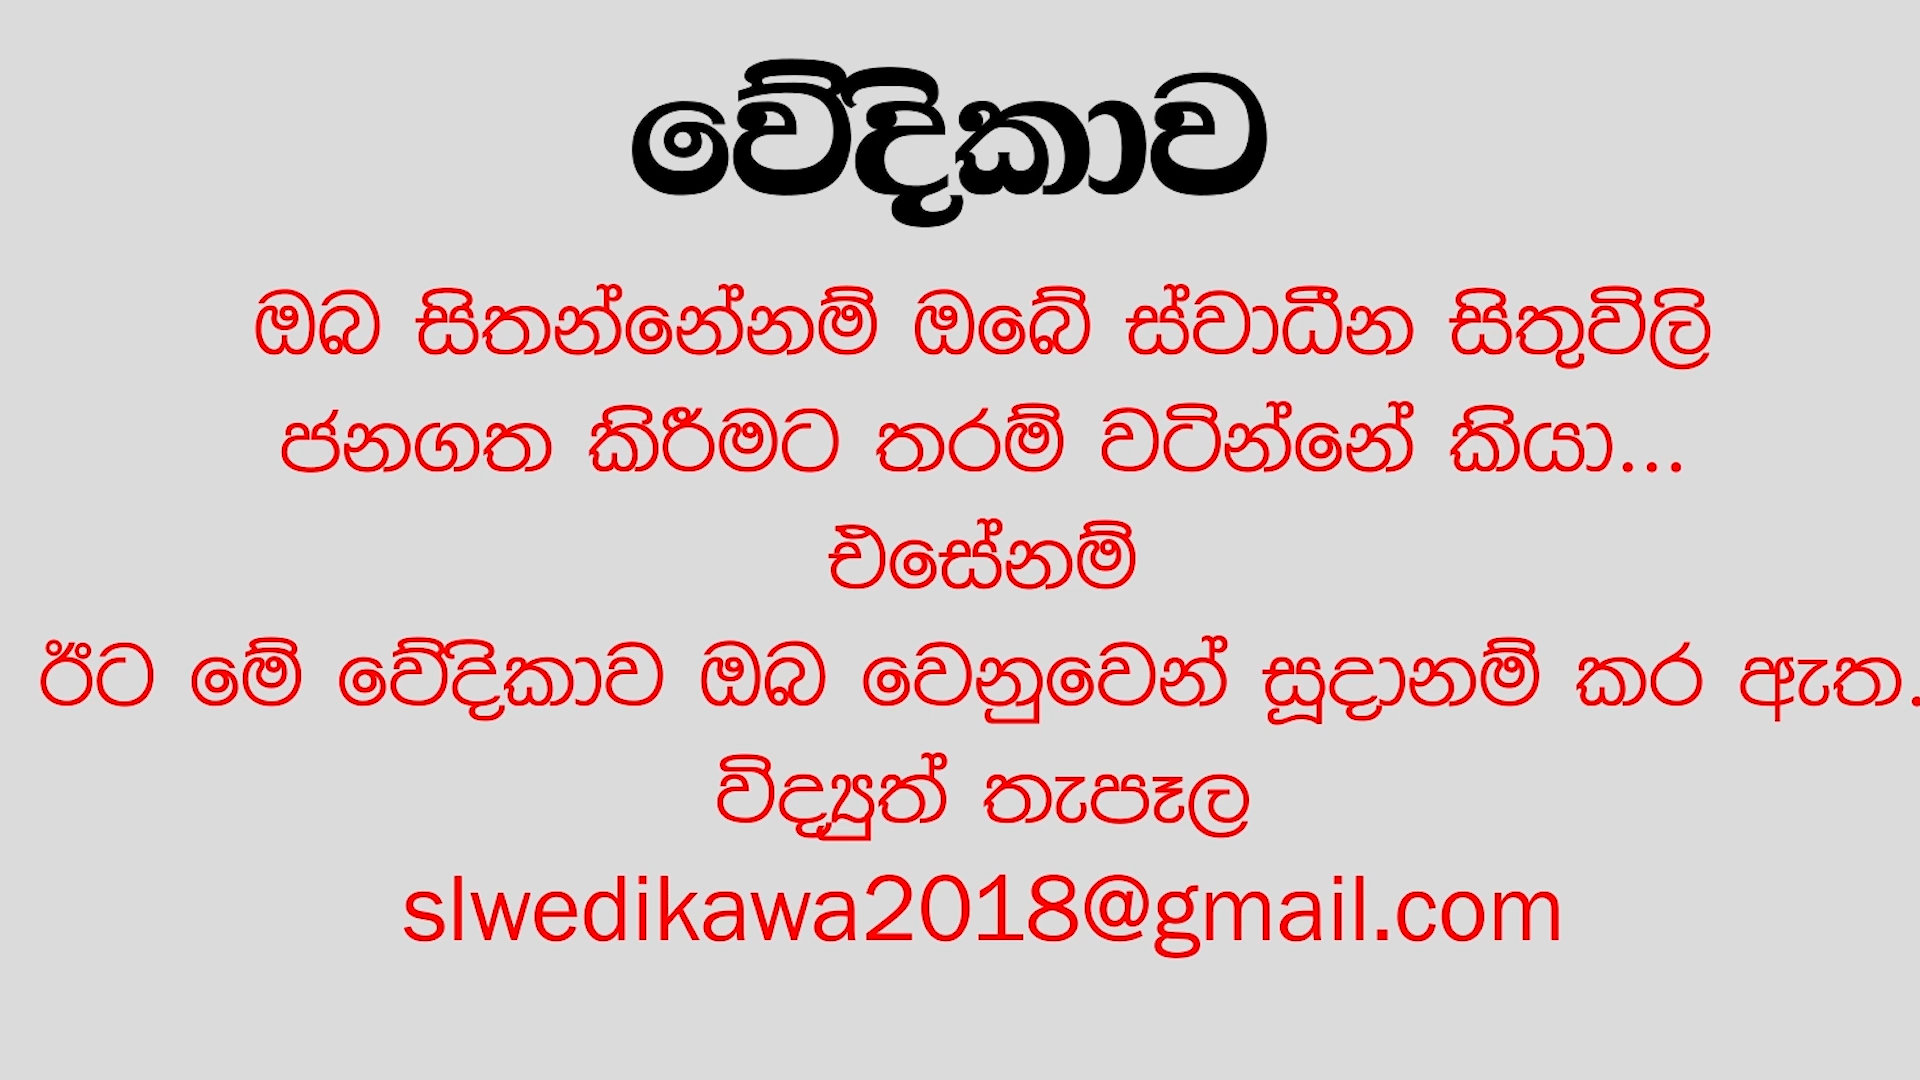 වේදිකාව
ඔබ සිතන්නේනම් ඔබේ ස්වාධීන සිතුවිලි
ජනගත කිරීමට තරම් වටින්නේ කියා...
එසේනම්
ඊට මේ වේදිකාව ඔබ වෙනුවෙන් සූදානම් කර ඇත.
විද්‍යුත් තැපෑල
slwedikawa2018@gmail.com